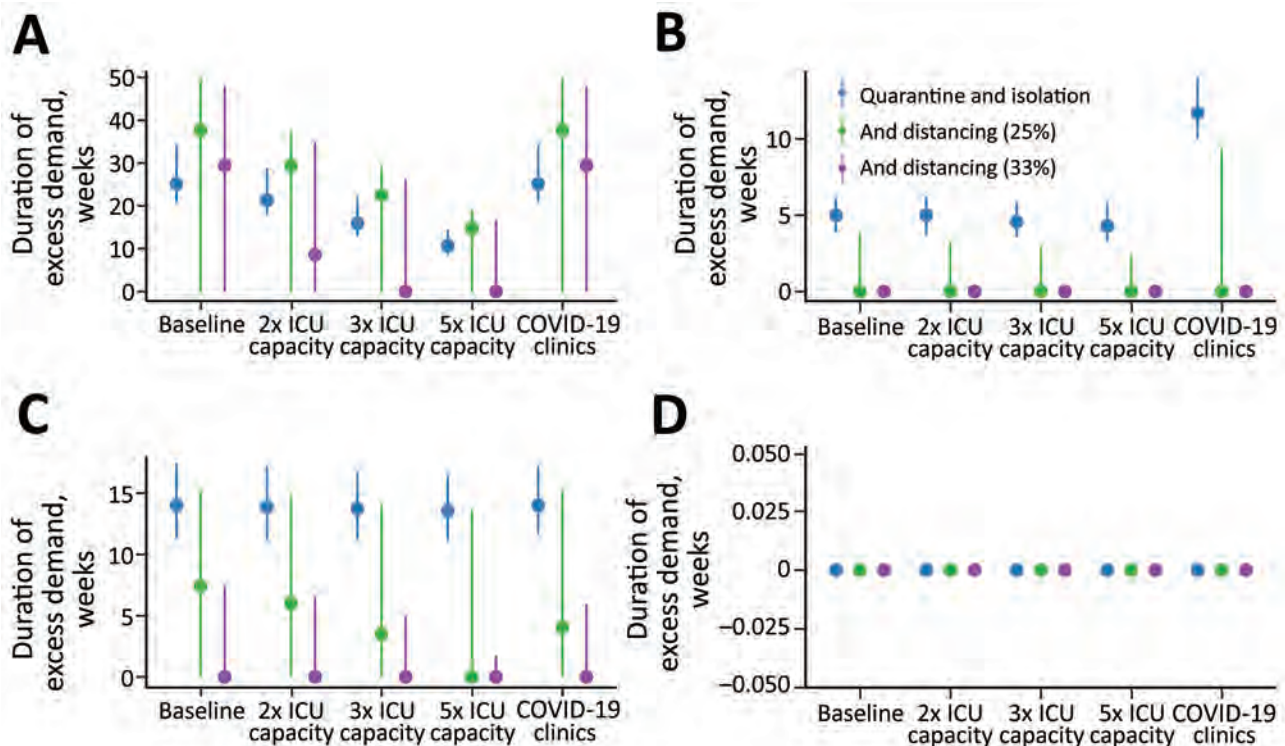 A
Duration of
excess demand,
weeks
50
40
30
20
10
0
Baseline
2x ICU
capacity
3x ICU
capacity
5x ICU
capacity
COVID-19
clinics
B
Duration of
excess demand,
weeks
10
5
0
Quarantine and isolation
And distancing (25%)
And distancing (33%)
Baseline
2x ICU
capacity
3x ICU
capacity
5x ICU
capacity
COVID-19
clinics
C
Duration of
excess demand,
weeks
15
10
5
0
Baseline
2x ICU
capacity
3x ICU
capacity
5x ICU
capacity
COVID-19
clinics
D
Duration of
excess demand,
weeks
0.050
0.025
0
−0.025
−0.050
Baseline
2x ICU
capacity
3x ICU
capacity
5x ICU
capacity
COVID-19
clinics